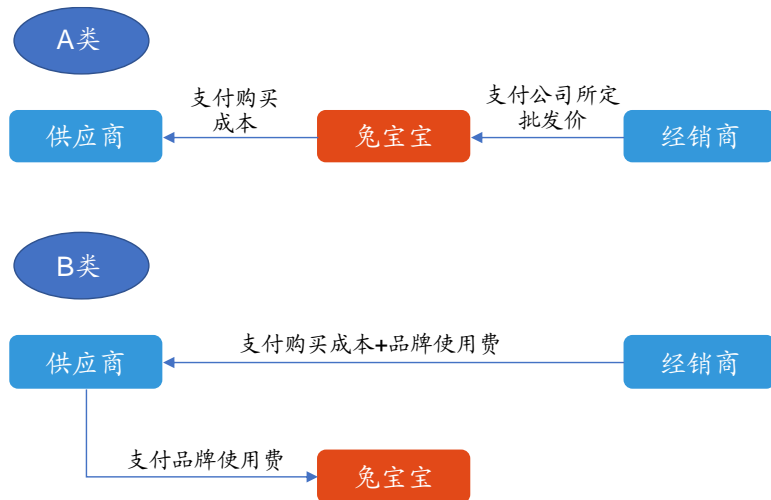 A类
支付购买
成本
支付公司所定
批发价
供应商
兔宝宝
经销商
B类
支付购买成本+品牌使用费
供应商
经销商
支付品牌使用费
兔宝宝